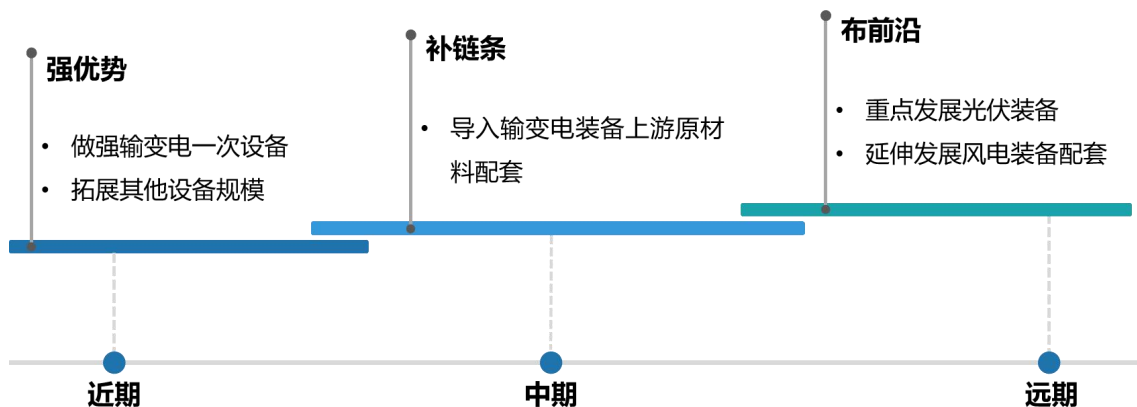 强优势
• 做强输变电一次设备
• 拓展其他设备规模
补链条
• 导入输变电装备上游原材
料配套
布前沿
• 重点发展光伏装备
• 延伸发展风电装备配套
近期
中期
远期